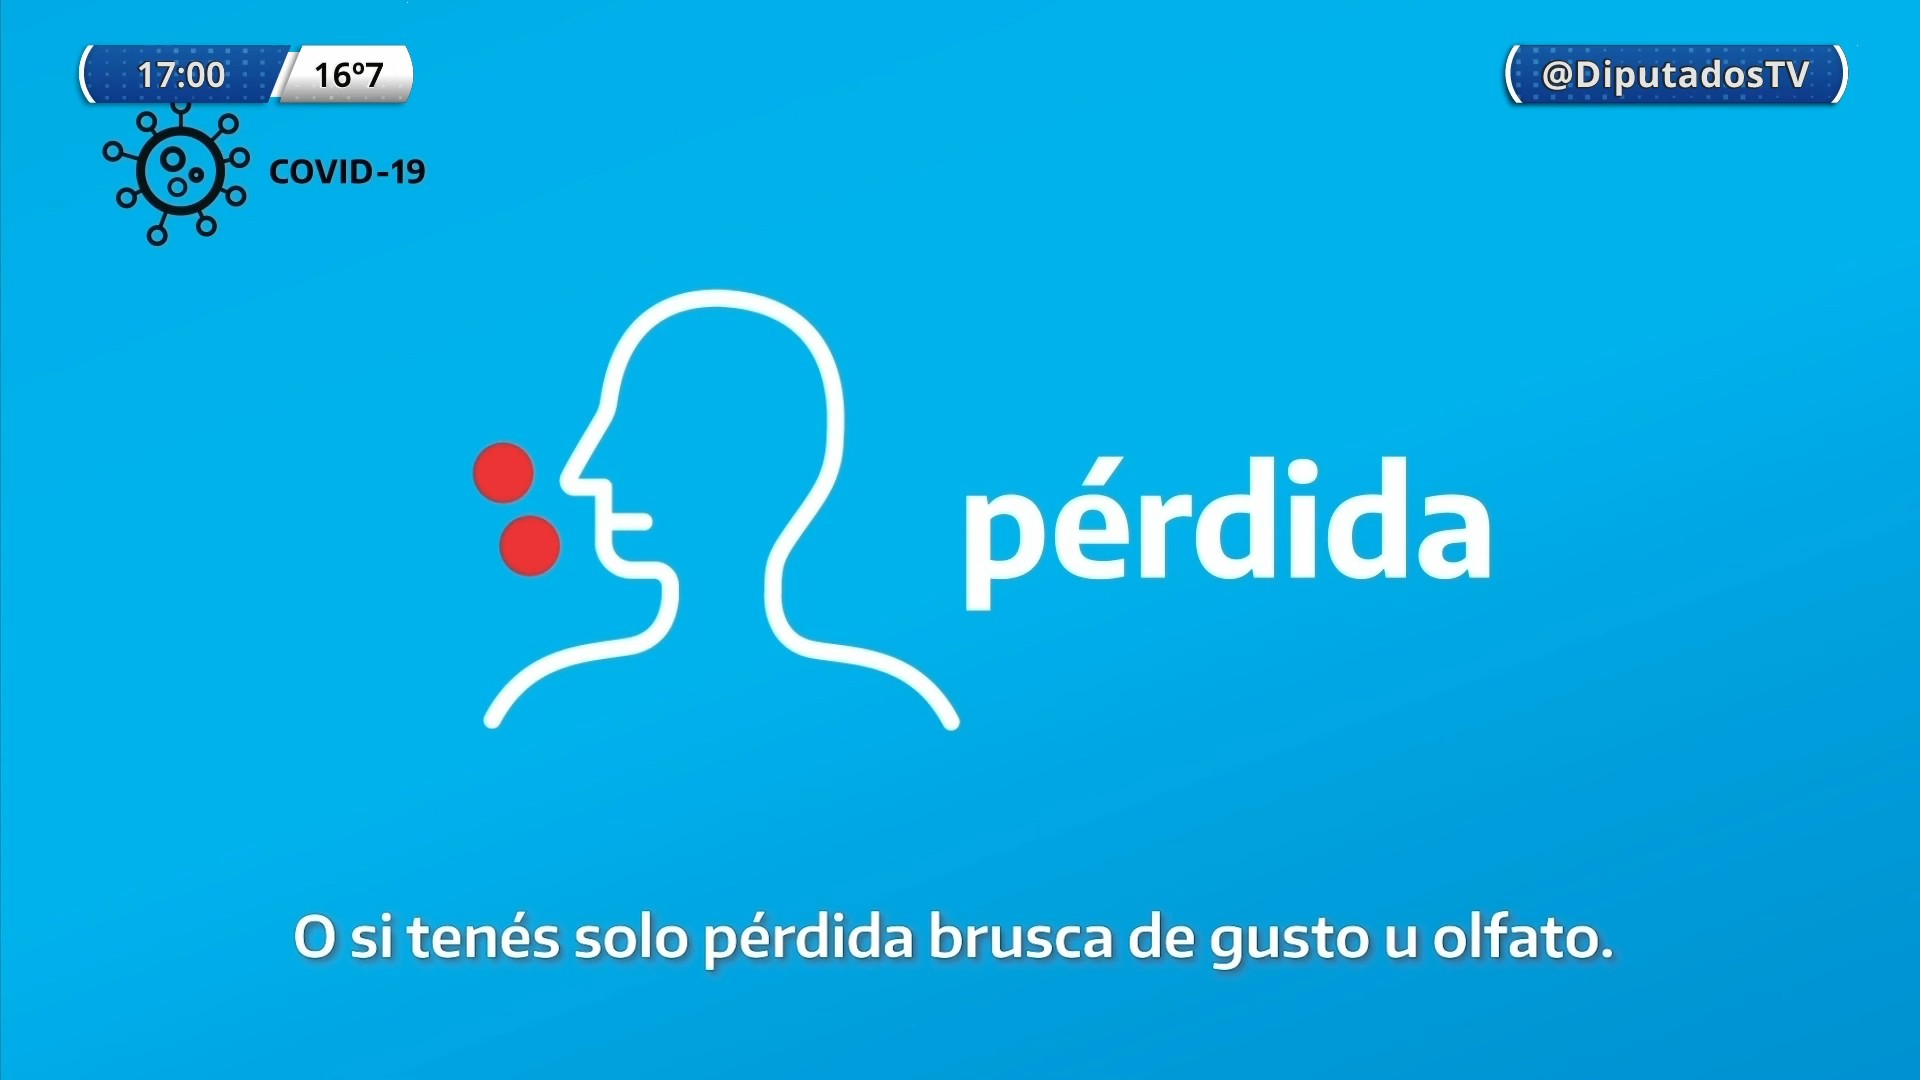 17:00 16º7
@DiputadosTV
COVID-19
pérdida
O si tenés solo pérdida brusca de gusto u olfato.